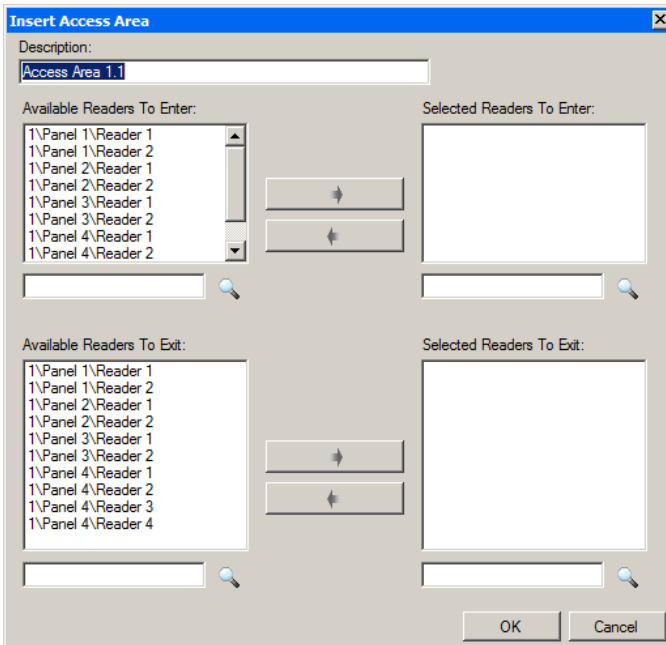 Insert Access Area
Description:
Access Area 1.1
Available Readers To Enter:
Selected Readers To Enter:
1\Panel 1\Reader 1
1\Panel 1\Reader 2
1\Panel 2\Reader 1
1\Panel 2\Reader 2
1\Panel 3\Reader 1
1\Panel 3\Reader 2
1\Panel 4\Reader 1
1\Panel 4\Reader 2
Available Readers To Exit:
Selected Readers To Exit:
1\Panel 1\Reader 1
1\Panel 1\Reader 2
1\Panel 2\Reader 1
1\Panel 2\Reader 2
1\Panel 3\Reader 1
1\Panel 3\Reader 2
1\Panel 4\Reader 1
1\Panel 4\Reader 2
1\Panel 4\Reader 3
1\Panel 4\Reader 4
OK
Cancel